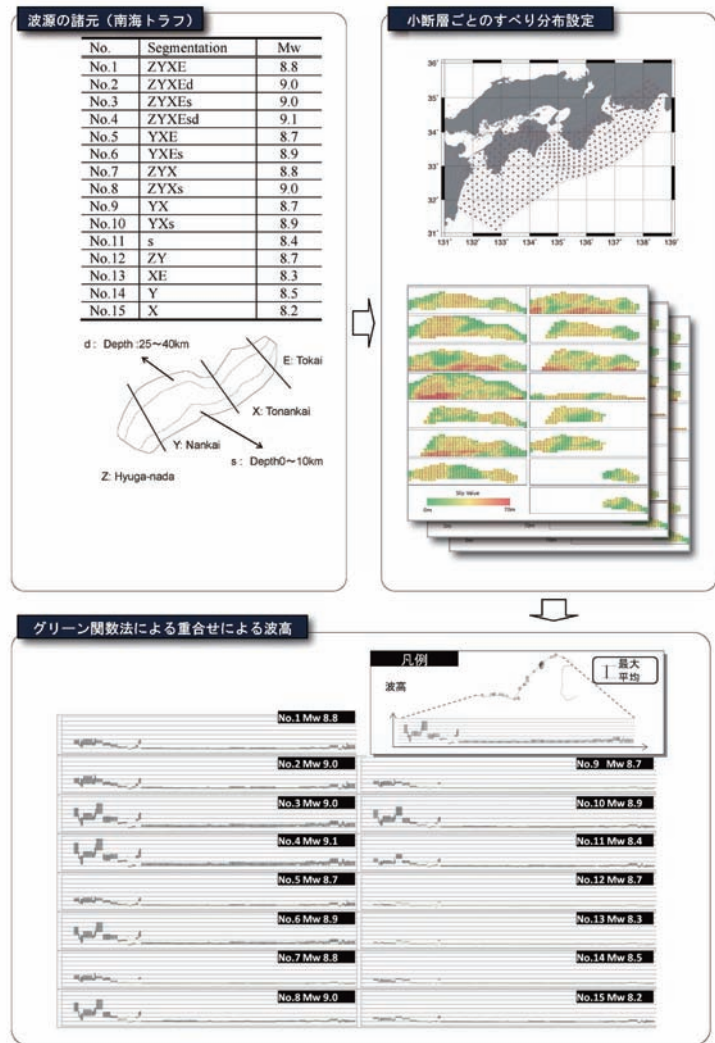 波源の諸元（南海トラフ）
No. Segmentation Mw
No.1 ZYXE 8.8
No.2 ZYXEd 9.0
No.3 ZYXEs 9.0
No.4 ZYXEsd 9.1
No.5 YXE 8.7
No.6 YXEs 8.9
No.7 ZYX 8.8
No.8 ZYXs 9.0
No.9 YX 8.7
No.10 YXs 8.9
No.11 s 8.4
No.12 ZY 8.7
No.13 XE 8.3
No.14 Y 8.5
No.15 X 8.2
d : Depth :25～40km
E: Tokai
X: Tonankai
Y: Nankai
s : Depth0～10km
Z: Hyuga-nada
小断層ごとのすべり分布設定
36°
35°
34°
33°
32°
31°
131° 132° 133° 134° 135° 136° 137° 138° 139°
Slip Value
0m
グリーン関数法による重合せによる波高
凡例
波高
最大
平均
No.1 Mw 8.8
No.2 Mw 9.0
No.3 Mw 9.0
No.4 Mw 9.1
No.5 Mw 8.7
No.6 Mw 8.9
No.7 Mw 8.8
No.8 Mw 9.0
No.9 Mw 8.7
No.10 Mw 8.9
No.11 Mw 8.4
No.12 Mw 8.7
No.13 Mw 8.3
No.14 Mw 8.5
No.15 Mw 8.2